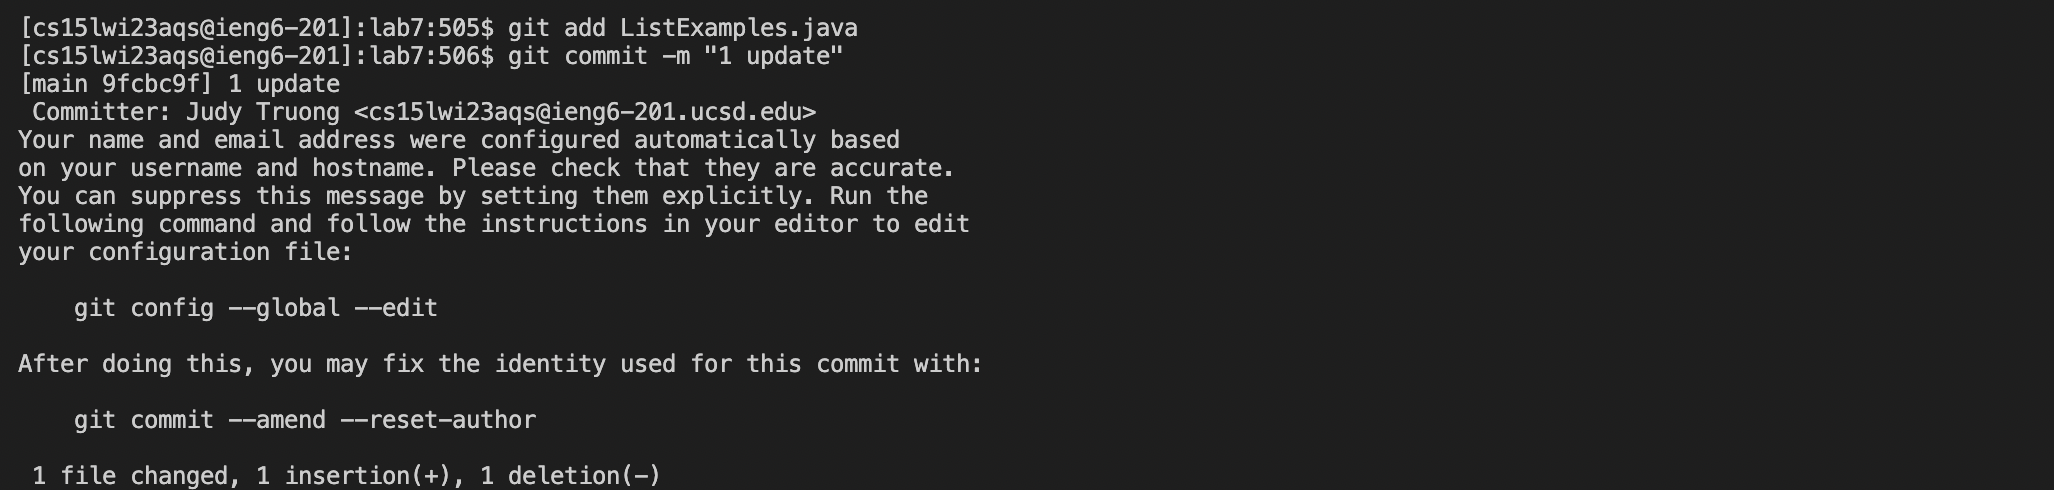 [cs15lwi23aqs@ieng6-201]:lab7:505$ git add ListExamples.java
[cs15lwi23aqs@ieng6-201]:lab7:506$ git commit -m "1 update"
[main 9fcbc9f] 1 update
 Committer: Judy Truong <cs15lwi23aqs@ieng6-201.ucsd.edu>
Your name and email address were configured automatically based
on your username and hostname. Please check that they are accurate.
You can suppress this message by setting them explicitly. Run the
following command and follow the instructions in your editor to edit
your configuration file:

    git config --global --edit

After doing this, you may fix the identity used for this commit with:

    git commit --amend --reset-author

 1 file changed, 1 insertion(+), 1 deletion(-)